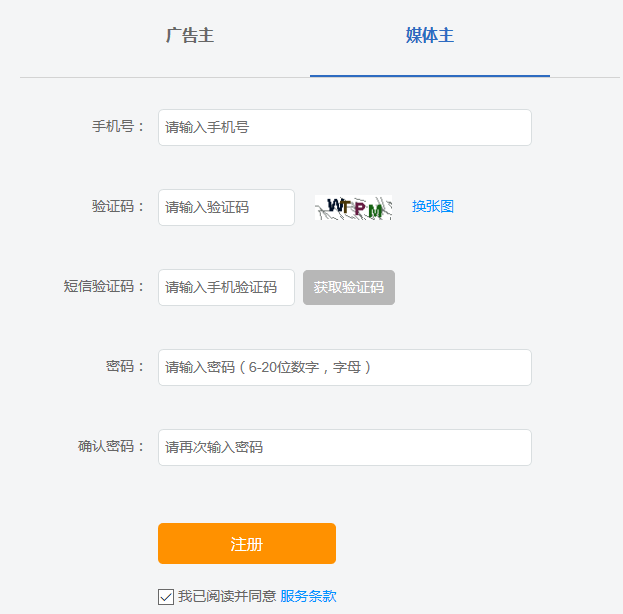 广告主 媒体主
手机号： 请输入手机号
验证码： 请输入验证码 WFPM 换张图
短信验证码： 请输入手机验证码 获取验证码
密码： 请输入密码（6-20位数字，字母）
确认密码： 请再次输入密码
注册
我已阅读并同意 服务条款